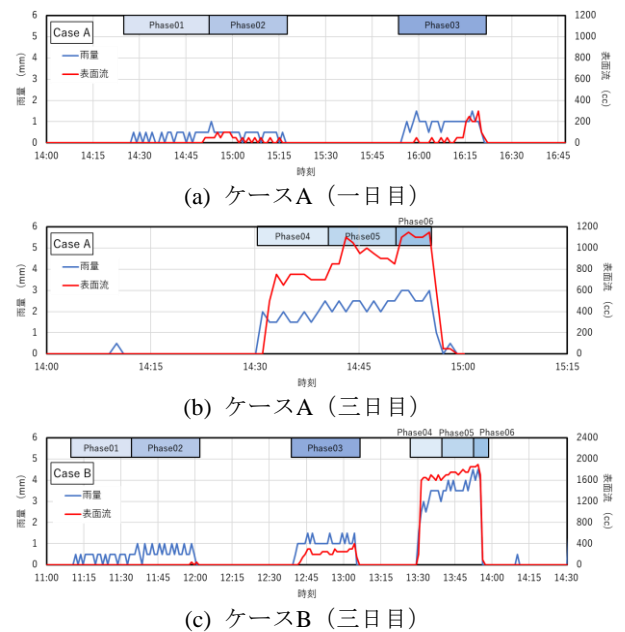 Case A
雨量
表面流
Phase01
Phase02
Phase03
雨量 (mm)
表面流 (cc)
6
5
4
3
2
1
0
1200
1000
800
600
400
200
0
14:00
14:15
14:30
14:45
15:00
15:15
15:30
15:45
16:00
16:15
16:30
16:45
時刻
(a) ケースA（一日目）
Case A
雨量
表面流
Phase04
Phase05
Phase06
雨量 (mm)
表面流 (cc)
6
5
4
3
2
1
0
1200
1000
800
600
400
200
0
14:00
14:15
14:30
14:45
15:00
15:15
時刻
(b) ケースA（三日目）
Case B
雨量
表面流
Phase01
Phase02
Phase03
Phase04
Phase05
Phase06
雨量 (mm)
表面流 (cc)
6
5
4
3
2
1
0
2400
2000
1600
1200
800
400
0
11:00
11:15
11:30
11:45
12:00
12:15
12:30
12:45
13:00
13:15
13:30
13:45
14:00
14:15
14:30
時刻
(c) ケースB（三日目）